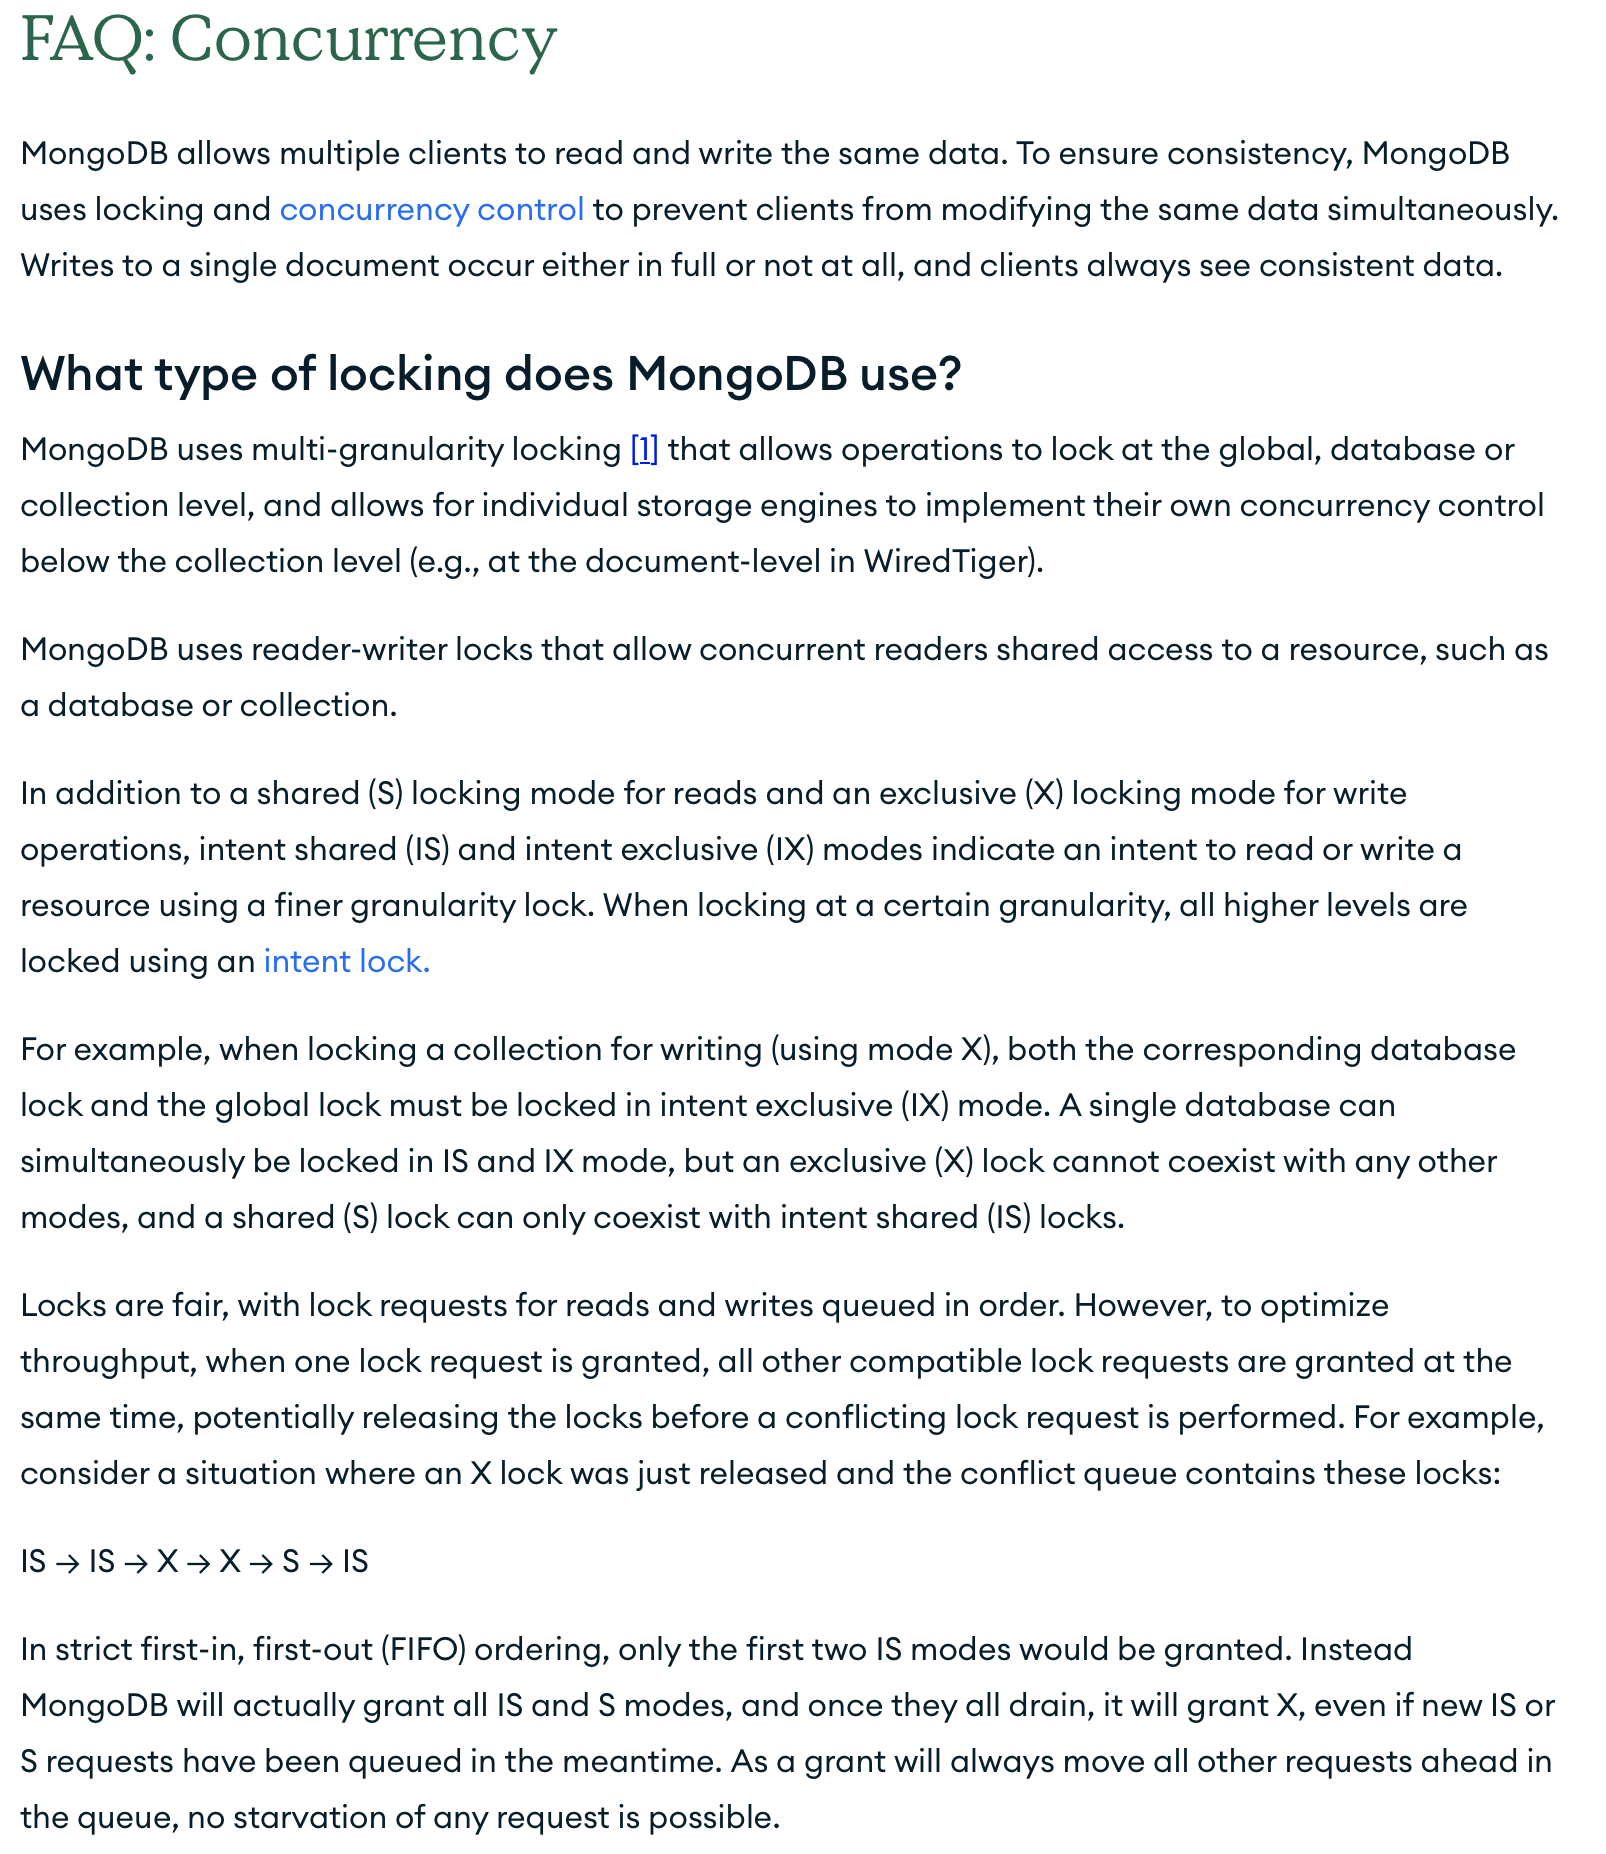 FAQ: Concurrency
MongoDB allows multiple clients to read and write the same data. To ensure consistency, MongoDB
uses locking and concurrency control to prevent clients from modifying the same data simultaneously.
Writes to a single document occur either in full or not at all, and clients always see consistent data.
What type of locking does MongoDB use?
MongoDB uses multi-granularity locking [1] that allows operations to lock at the global, database or
collection level, and allows for individual storage engines to implement their own concurrency control
below the collection level (e.g., at the document-level in WiredTiger).
MongoDB uses reader-writer locks that allow concurrent readers shared access to a resource, such as
a database or collection.
In addition to a shared (S) locking mode for reads and an exclusive (X) locking mode for write
operations, intent shared (IS) and intent exclusive (IX) modes indicate an intent to read or write a
resource using a finer granularity lock. When locking at a certain granularity, all higher levels are
locked using an intent lock.
For example, when locking a collection for writing (using mode X), both the corresponding database
lock and the global lock must be locked in intent exclusive (IX) mode. A single database can
simultaneously be locked in IS and IX mode, but an exclusive (X) lock cannot coexist with any other
modes, and a shared (S) lock can only coexist with intent shared (IS) locks.
Locks are fair, with lock requests for reads and writes queued in order. However, to optimize
throughput, when one lock request is granted, all other compatible lock requests are granted at the
same time, potentially releasing the locks before a conflicting lock request is performed. For example,
consider a situation where an X lock was just released and the conflict queue contains these locks:
IS → IS → X → X → S → IS
In strict first-in, first-out (FIFO) ordering, only the first two IS modes would be granted. Instead
MongoDB will actually grant all IS and S modes, and once they all drain, it will grant X, even if new IS or
S requests have been queued in the meantime. As a grant will always move all other requests ahead in
the queue, no starvation of any request is possible.